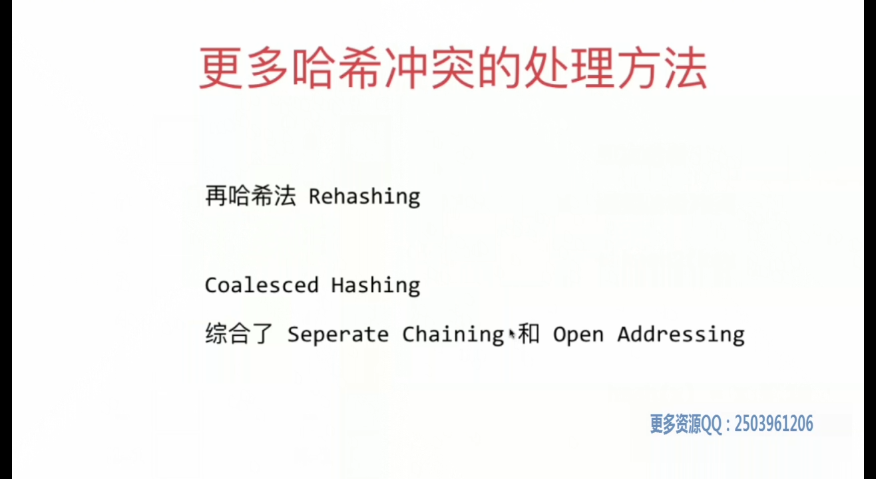 更多哈希冲突的处理方法
再哈希法 Rehashing
Coalesced Hashing
综合了 Seperate Chaining 和 Open Addressing
更多资源QQ：2503961206